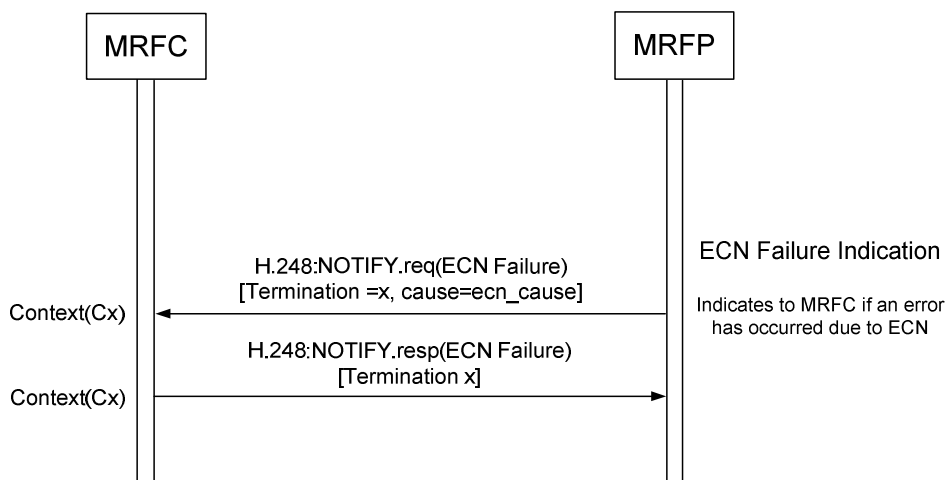 MRFC
MRFP
H.248:NOTIFY.req(ECN Failure)
[Termination =x, cause=ecn_cause]
Context(Cx)
ECN Failure Indication
Indicates to MRFC if an error
has occurred due to ECN
H.248:NOTIFY.resp(ECN Failure)
[Termination x]
Context(Cx)